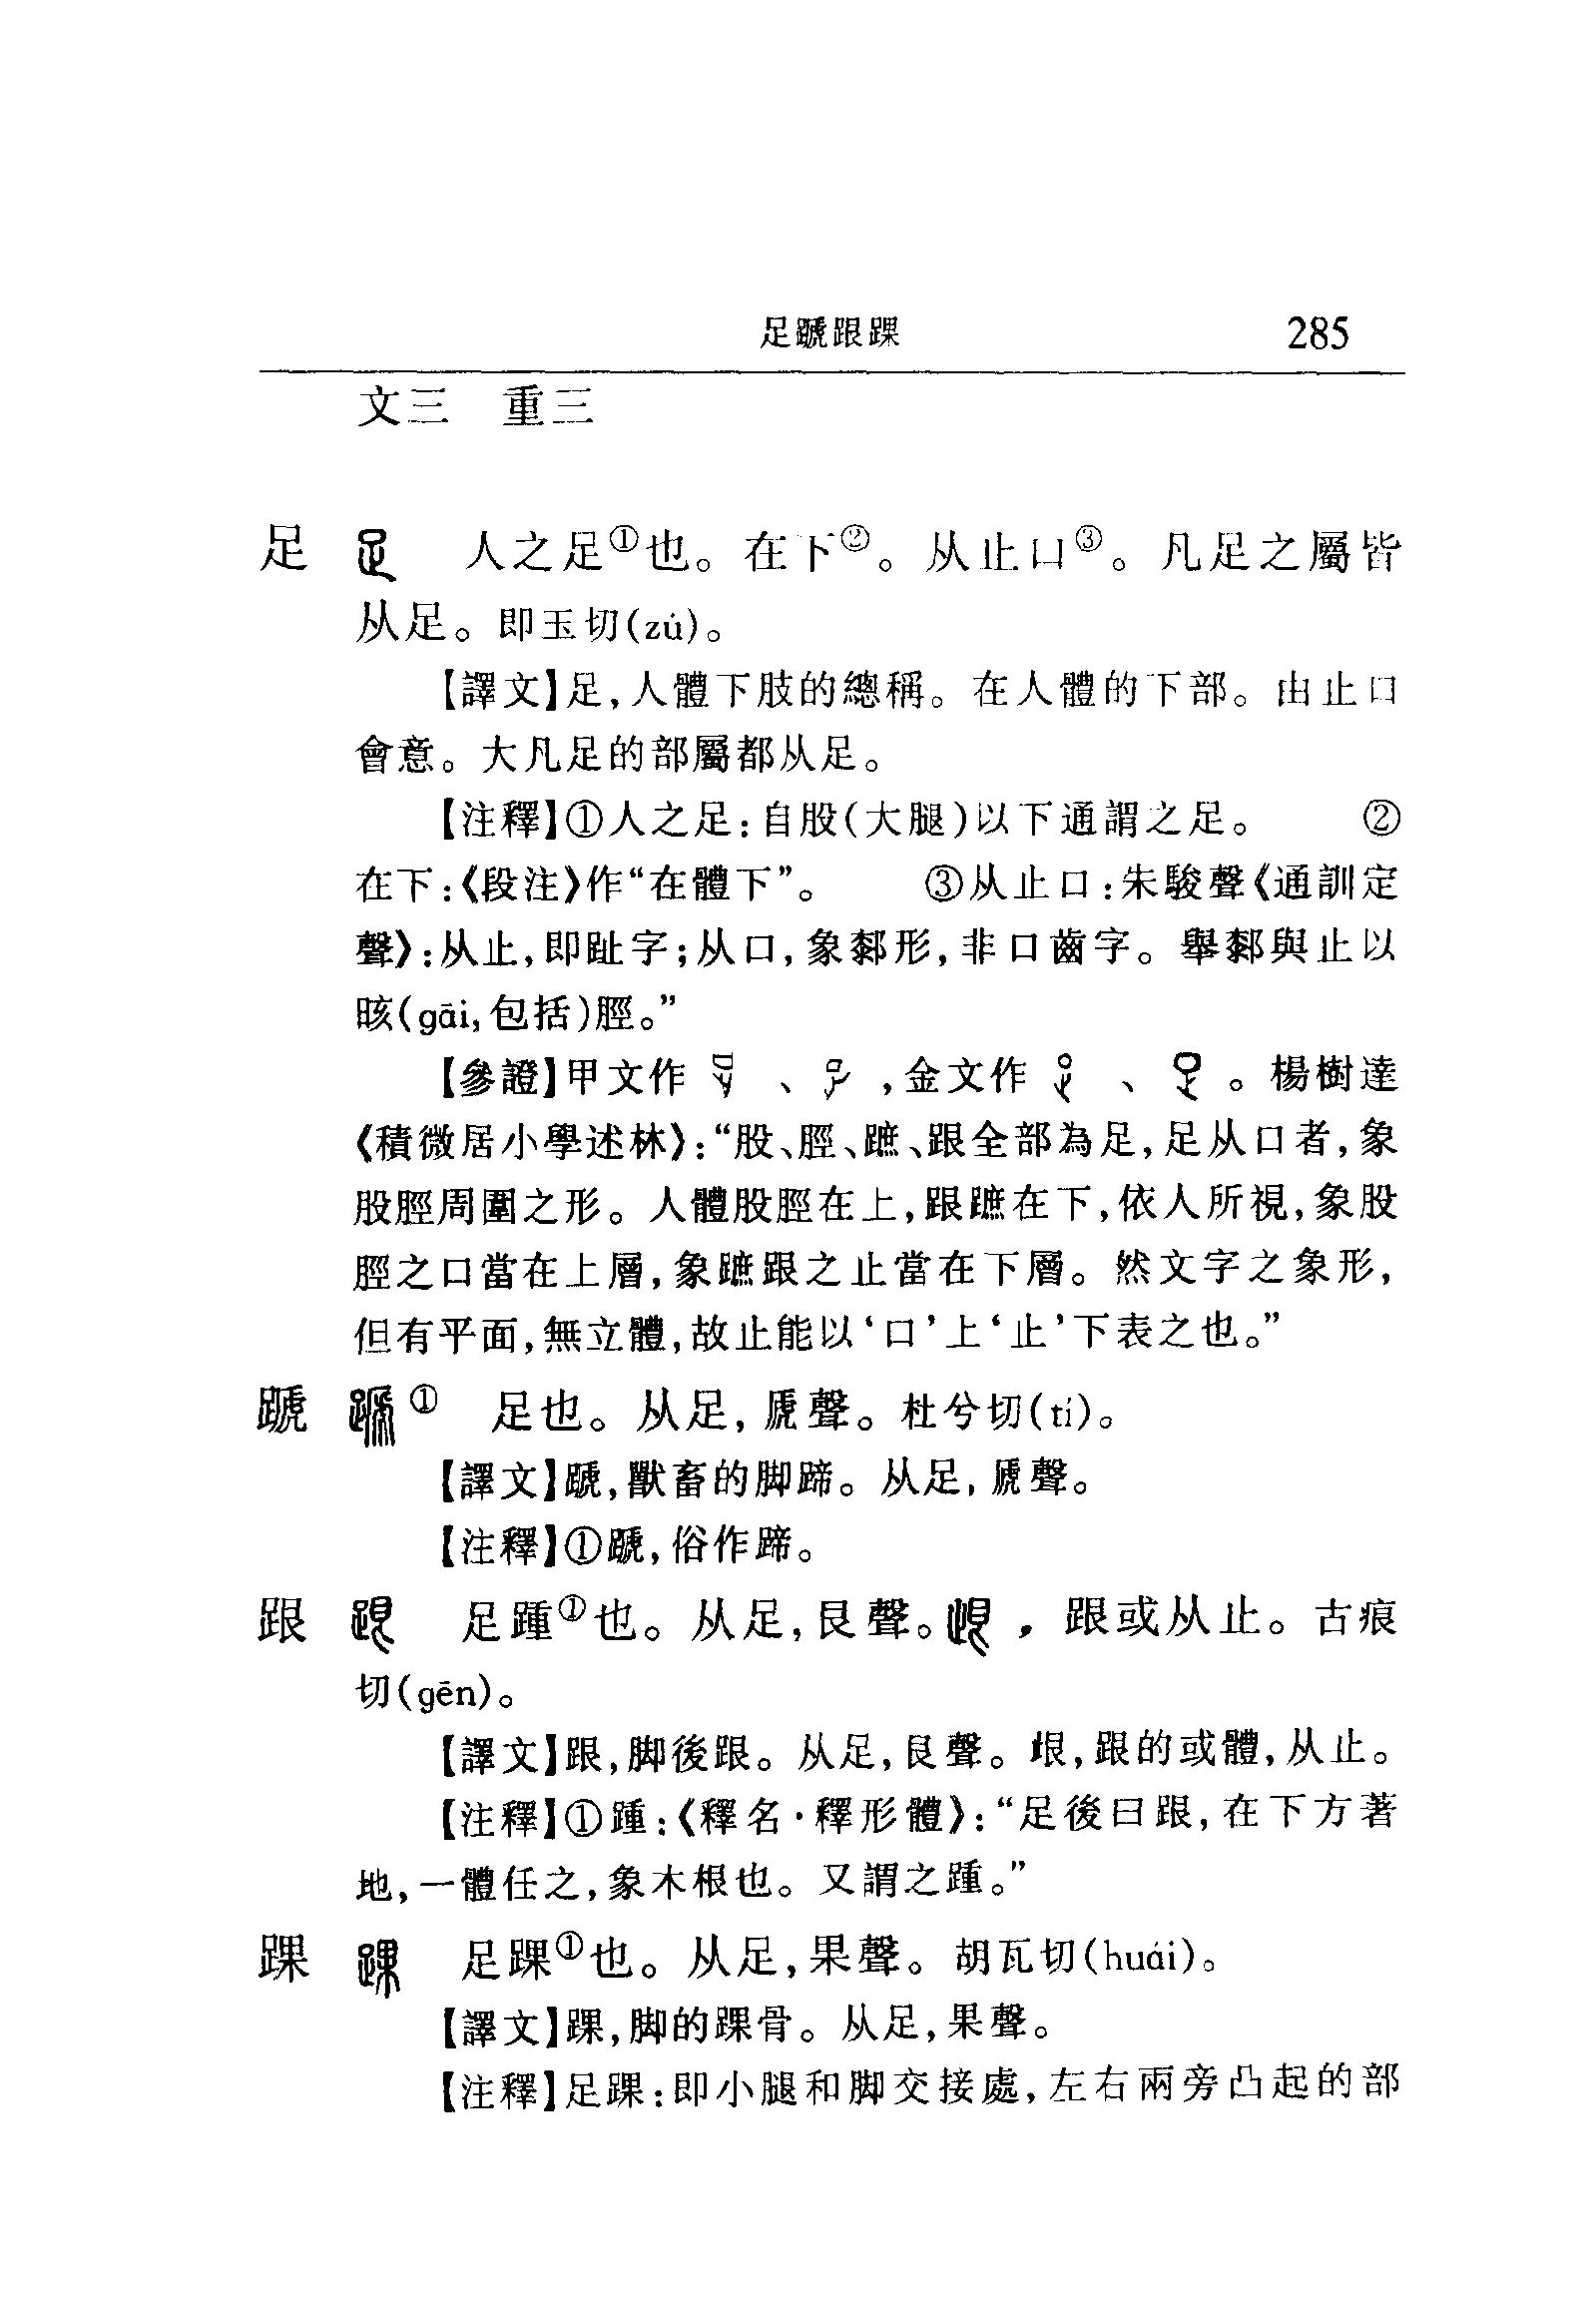 足蹏跟踝 285
文三 重三
足 人之足①也。在下②。从止口③。凡足之屬皆
从足。即玉切(zú)。
【譯文】足,人體下肢的總稱。在人體的下部。由止口
會意。大凡足的部屬都从足。
【注釋】①人之足:自股(大腿)以下通謂之足。 ②
在下:《段注》作“在體下”。 ③从止口:朱駿聲《通訓定
聲》:从止,即趾字;从口,象厀形,非口齒字。舉厀與止以
晐(gāi,包括)脛。”
【參證】甲文作 、 ,金文作 、 。楊樹達
《積微居小學述林》:“股、脛、蹠、跟全部為足,足从口者,象
股脛周圍之形。人體股脛在上,跟蹠在下,依人所視,象股
脛之口當在上層,象蹠跟之止當在下層。然文字之象形,
但有平面,無立體,故止能以‘口’上‘止’下表之也。”
蹏 ① 足也。从足,虒聲。杜兮切(tí)。
【譯文】蹏,獸畜的脚蹄。从足,虒聲。
【注釋】①蹏,俗作蹄。
跟 足踵①也。从足,艮聲。 ,跟或从止。古痕
切(gēn)。
【譯文】跟,脚後跟。从足,艮聲。䟘,跟的或體,从止。
【注釋】①踵:《釋名·釋形體》:“足後曰跟,在下方著
地,一體任之,象木根也。又謂之踵。”
踝 足踝①也。从足,果聲。胡瓦切(huái)。
【譯文】踝,脚的踝骨。从足,果聲。
【注釋】足踝:即小腿和脚交接處,左右兩旁凸起的部